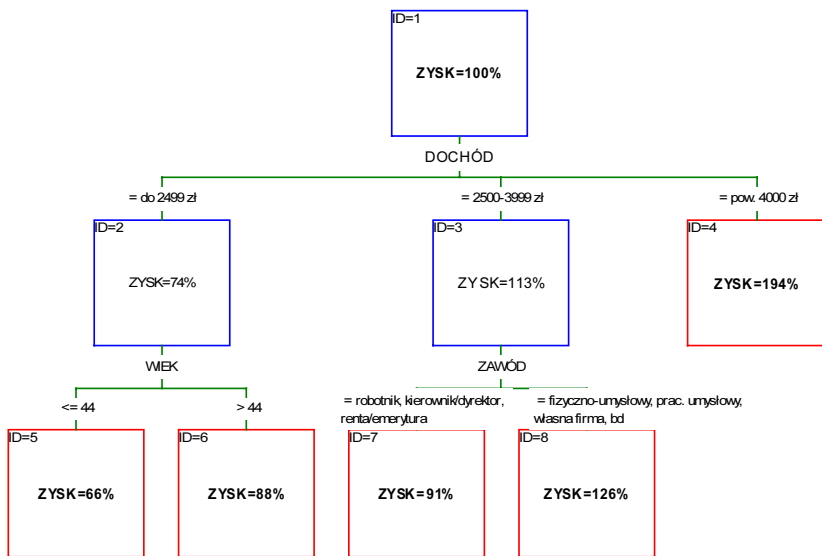 ID=1
ZYSK=100%
DOCHÓD
= do 2499 zł
= 2500-3999 zł
= pow. 4000 zł
ID=2
ID=3
ID=4
ZYSK=74%
ZYSK=113%
ZYSK=194%
WIEK
ZAWÓD
<= 44
> 44
= robotnik, kierownik/dyrektor,
renta/emerytura
= fizyczno-umysłowy, prac. umysłowy,
własna firma, bd
ID=5
ID=6
ID=7
ID=8
ZYSK=66%
ZYSK=88%
ZYSK=91%
ZYSK=126%